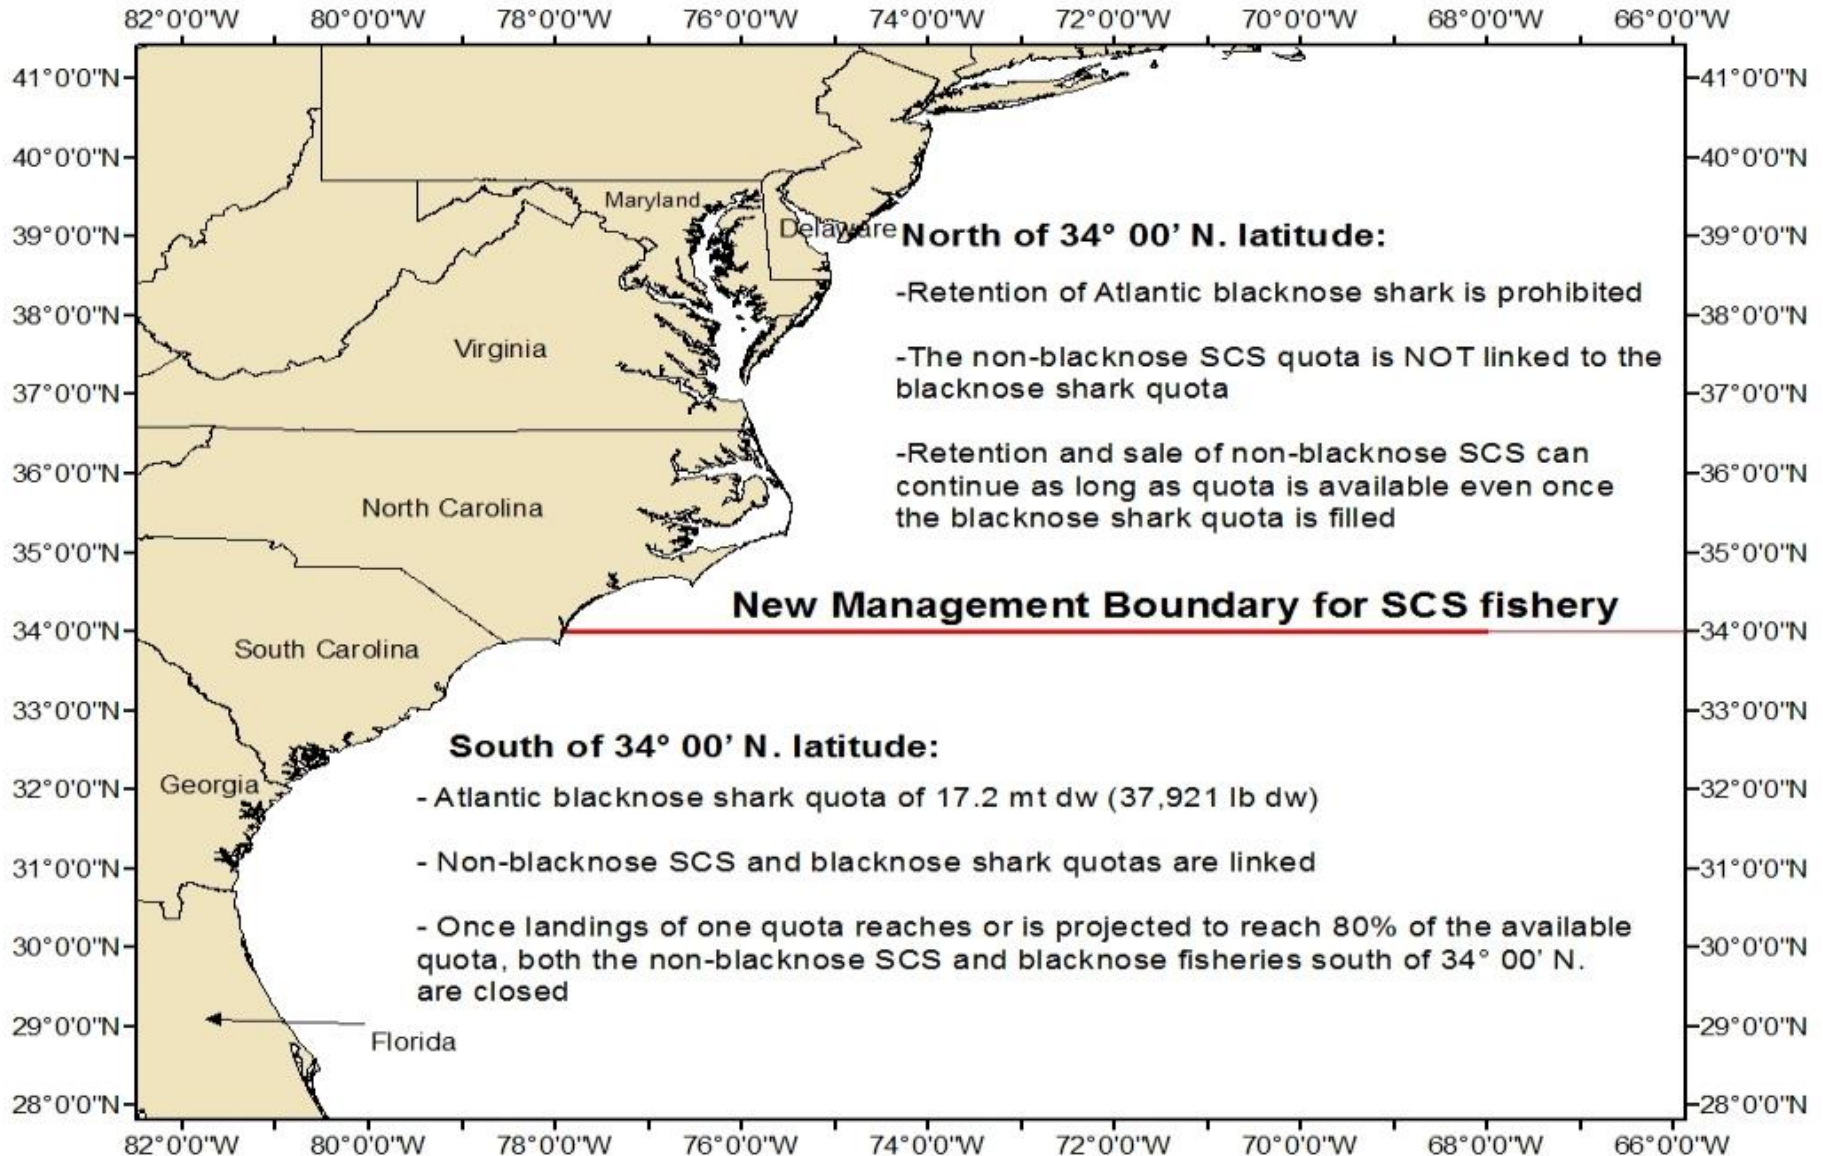 82°0'0"W 80°0'0"W 78°0'0"W 76°0'0"W 74°0'0"W 72°0'0"W 70°0'0"W 68°0'0"W 66°0'0"W
41°0'0"N 41°0'0"N
40°0'0"N 40°0'0"N
Maryland
Delaware
39°0'0"N 39°0'0"N
North of 34° 00’ N. latitude:
-Retention of Atlantic blacknose shark is prohibited
38°0'0"N 38°0'0"N
Virginia
-The non-blacknose SCS quota is NOT linked to the
blacknose shark quota
37°0'0"N 37°0'0"N
-Retention and sale of non-blacknose SCS can
36°0'0"N 36°0'0"N
continue as long as quota is available even once
the blacknose shark quota is filled
North Carolina
35°0'0"N 35°0'0"N
New Management Boundary for SCS fishery
34°0'0"N 34°0'0"N
South Carolina
33°0'0"N 33°0'0"N
South of 34° 00’ N. latitude:
Georgia
32°0'0"N 32°0'0"N
- Atlantic blacknose shark quota of 17.2 mt dw (37,921 lb dw)
- Non-blacknose SCS and blacknose shark quotas are linked
31°0'0"N 31°0'0"N
- Once landings of one quota reaches or is projected to reach 80% of the available
30°0'0"N 30°0'0"N
quota, both the non-blacknose SCS and blacknose fisheries south of 34° 00’ N.
are closed
29°0'0"N 29°0'0"N
Florida
28°0'0"N 28°0'0"N
82°0'0"W 80°0'0"W 78°0'0"W 76°0'0"W 74°0'0"W 72°0'0"W 70°0'0"W 68°0'0"W 66°0'0"W